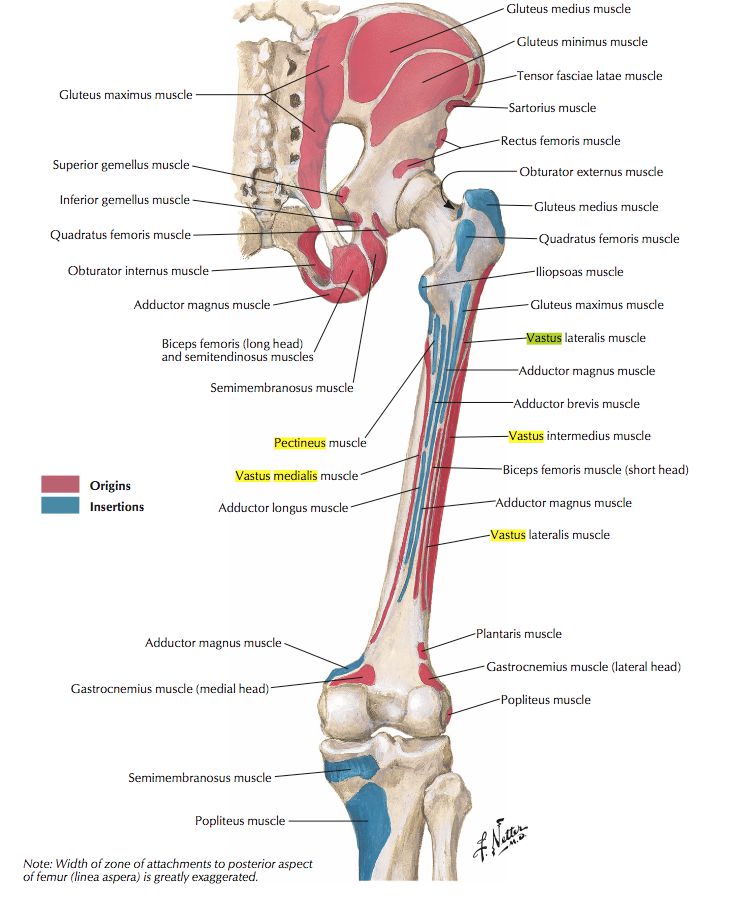 Gluteus medius muscle
Gluteus minimus muscle
Tensor fasciae latae muscle
Gluteus maximus muscle
Sartorius muscle
Rectus femoris muscle
Superior gemellus muscle
Obturator externus muscle
Inferior gemellus muscle
Gluteus medius muscle
Quadratus femoris muscle
Quadratus femoris muscle
Obturator internus muscle
Iliopsoas muscle
Adductor magnus muscle
Gluteus maximus muscle
Biceps femoris (long head)
and semitendinosus muscles
Vastus lateralis muscle
Adductor magnus muscle
Semimembranosus muscle
Adductor brevis muscle
Pectineus muscle
Vastus intermedius muscle
Vastus medialis muscle
Biceps femoris muscle (short head)
Origins
Insertions
Adductor longus muscle
Adductor magnus muscle
Vastus lateralis muscle
Plantaris muscle
Adductor magnus muscle
Gastrocnemius muscle (lateral head)
Gastrocnemius muscle (medial head)
Popliteus muscle
Semimembranosus muscle
Popliteus muscle
F. Netter
M.D.
Note: Width of zone of attachments to posterior aspect
of femur (linea aspera) is greatly exaggerated.